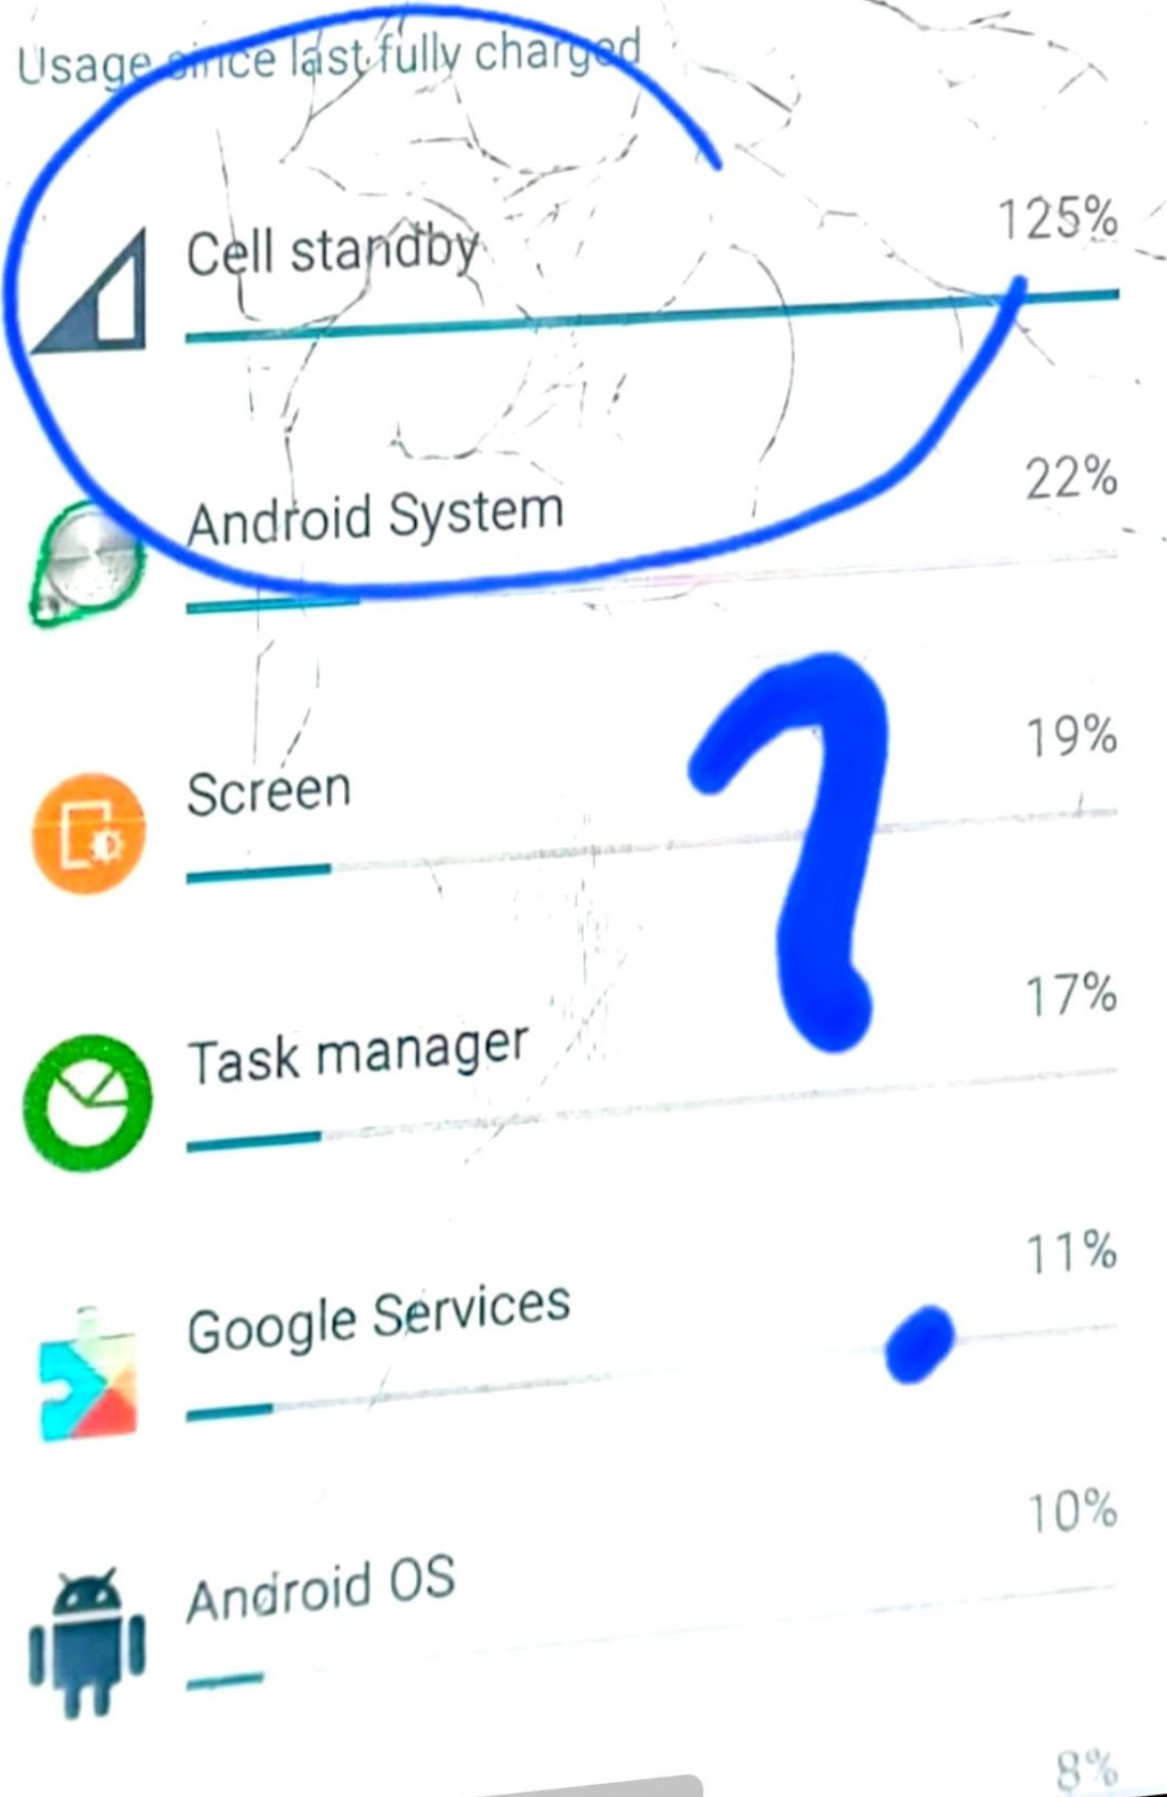 Usage since last fully charged
Cell standby 125%
Android System 22%
Screen 19%
Task manager 17%
Google Services 11%
Android OS 10%
8%
?